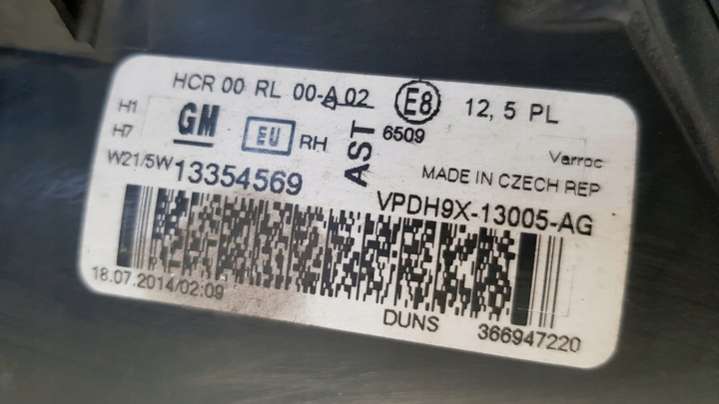 HCR 00 RL 00-A 02 E8 12, 5 PL
H1 6509
H7 GM EU RH AST Varroc
W21/5W 13354569 MADE IN CZECH REP
VPDH9X-13005-AG
18.07.2014/02:09 DUNS 366947220